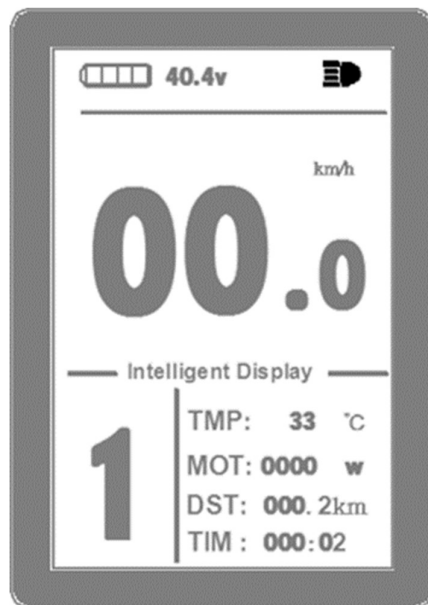 40.4v
km/h
00.0
Intelligent Display
1
TMP: 33 °C
MOT: 0000 w
DST: 000. 2km
TIM : 000:02